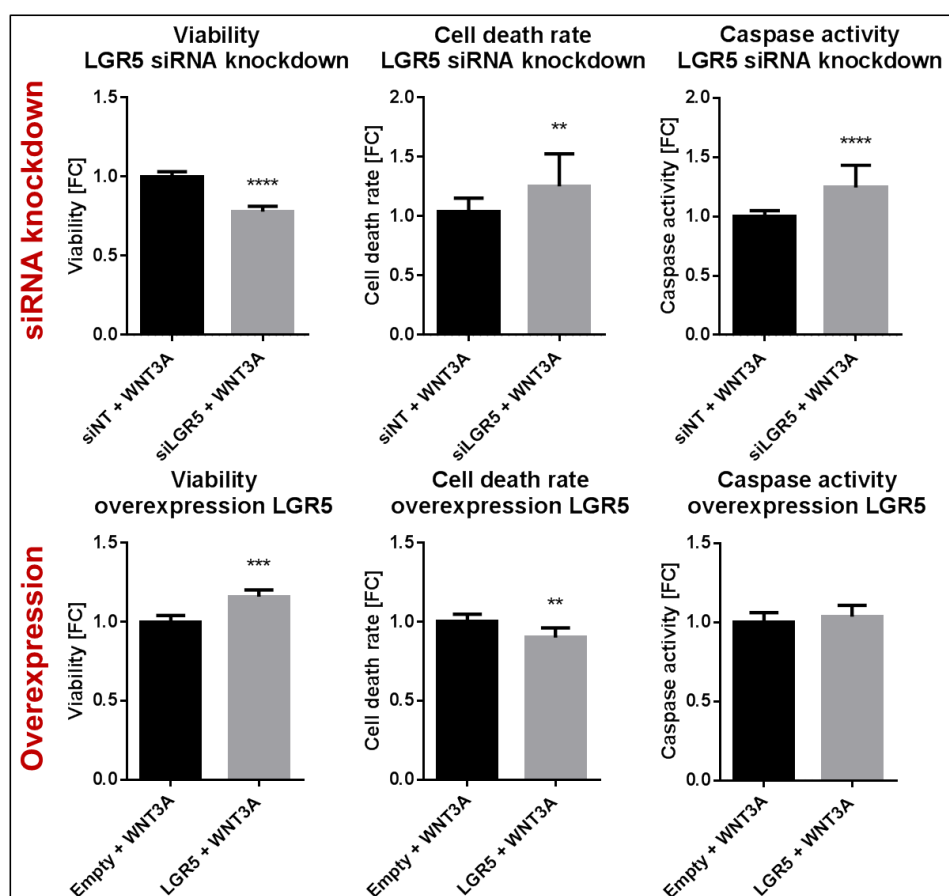 siRNA knockdown
Viability
LGR5 siRNA knockdown
Viability [FC]
1.5
1.0
0.5
0.0
****
siNT + WNT3A
siLGR5 + WNT3A
Cell death rate
LGR5 siRNA knockdown
Cell death rate [FC]
2.0
1.5
1.0
0.5
0.0
**
siNT + WNT3A
siLGR5 + WNT3A
Caspase activity
LGR5 siRNA knockdown
Caspase activity [FC]
2.0
1.5
1.0
0.5
0.0
****
siNT + WNT3A
siLGR5 + WNT3A
Overexpression
Viability
overexpression LGR5
Viability [FC]
1.5
1.0
0.5
0.0
***
Empty + WNT3A
LGR5 + WNT3A
Cell death rate
overexpression LGR5
Cell death rate [FC]
1.5
1.0
0.5
0.0
**
Empty + WNT3A
LGR5 + WNT3A
Caspase activity
overexpression LGR5
Caspase activity [FC]
1.5
1.0
0.5
0.0
Empty + WNT3A
LGR5 + WNT3A